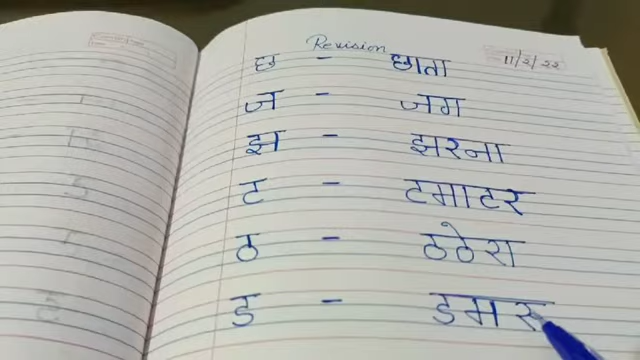 Revision
11/2/22
छ - छाता
ज - जग
झ - झरना
ट - टमाटर
ठ - ठठेरा
ड - डमर